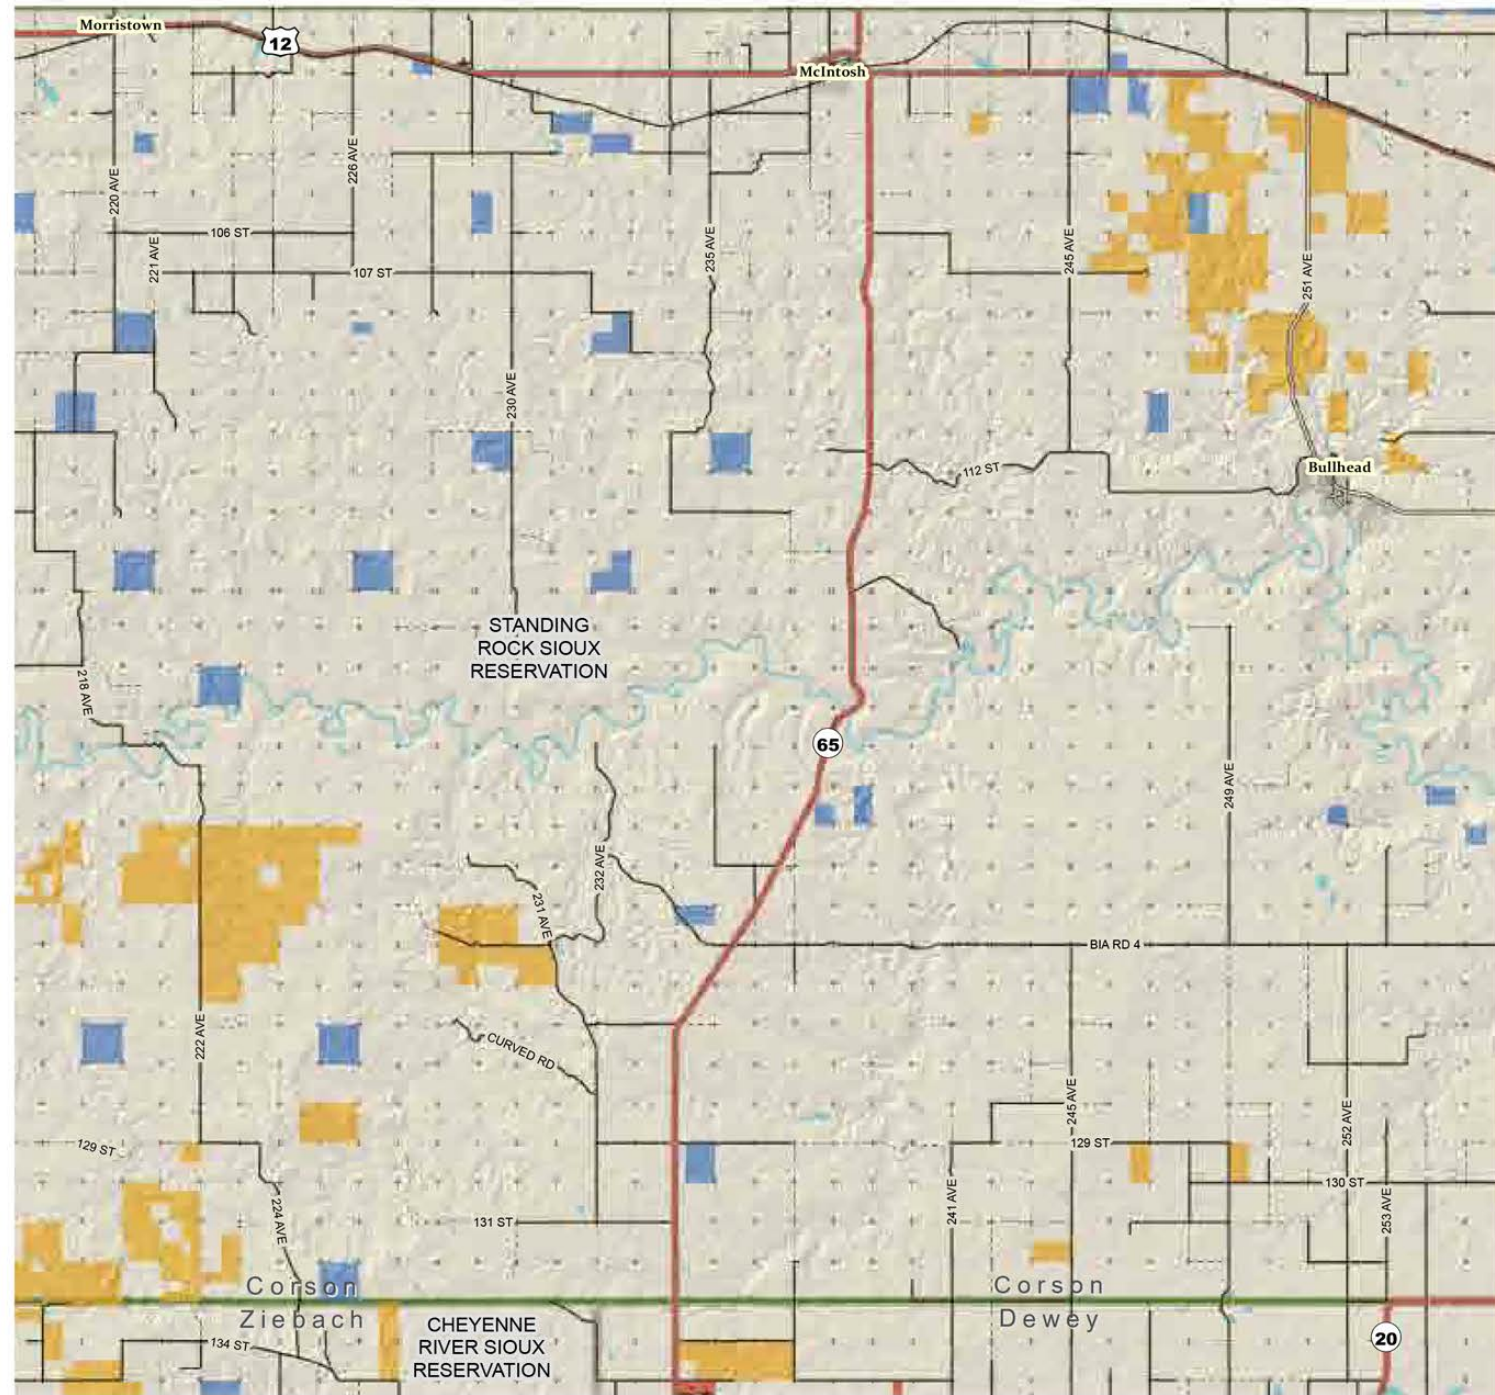 Morristown
12
McIntosh
226 AVE
220 AVE
106 ST
221 AVE
107 ST
235 AVE
245 AVE
251 AVE
230 AVE
112 ST
Bullhead
STANDING
ROCK SIOUX
RESERVATION
218 AVE
65
249 AVE
232 AVE
231 AVE
BIA RD 4
222 AVE
CURVED RD
245 AVE
252 AVE
129 ST
129 ST
130 ST
241 AVE
253 AVE
224 AVE
131 ST
Corson
Ziebach
Corson
Dewey
CHEYENNE
RIVER SIOUX
RESERVATION
134 ST
20